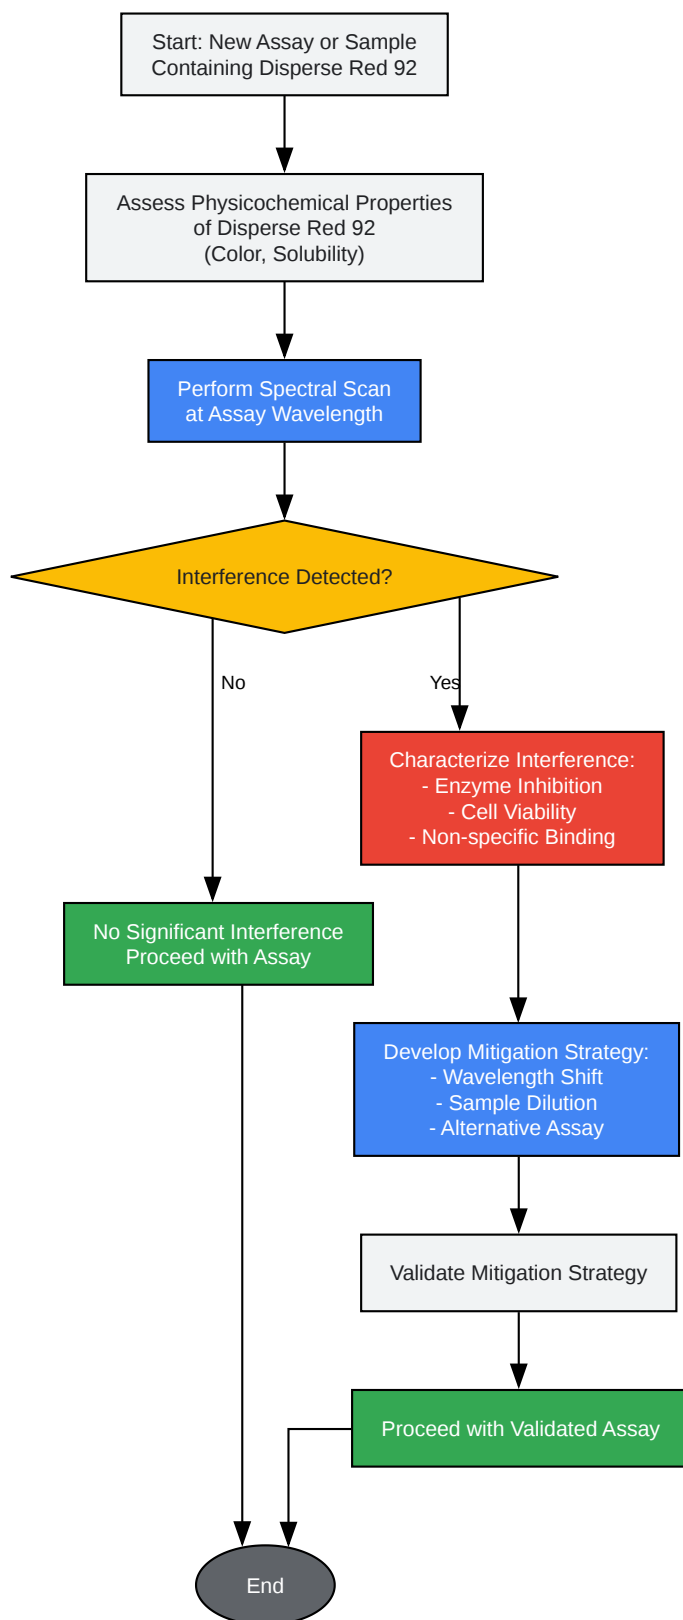 Start: New Assay or Sample
Containing Disperse Red 92
Assess Physicochemical Properties
of Disperse Red 92
(Color, Solubility)
Perform Spectral Scan
at Assay Wavelength
Interference Detected?
No
Yes
Characterize Interference:
- Enzyme Inhibition
- Cell Viability
- Non-specific Binding
No Significant Interference
Proceed with Assay
Develop Mitigation Strategy:
- Wavelength Shift
- Sample Dilution
- Alternative Assay
Validate Mitigation Strategy
Proceed with Validated Assay
End